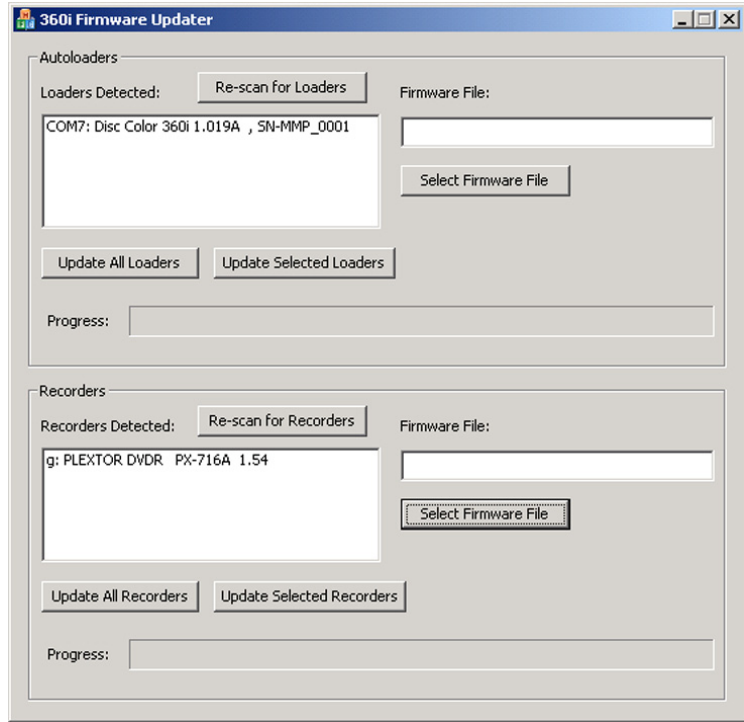 360i Firmware Updater
Autoloaders
Loaders Detected:
Re-scan for Loaders
Firmware File:
COM7: Disc Color 360i 1.019A , SN-MMP_0001
Select Firmware File
Update All Loaders
Update Selected Loaders
Progress:
Recorders
Recorders Detected:
Re-scan for Recorders
Firmware File:
g: PLEXTOR DVDR PX-716A 1.54
Select Firmware File
Update All Recorders
Update Selected Recorders
Progress: